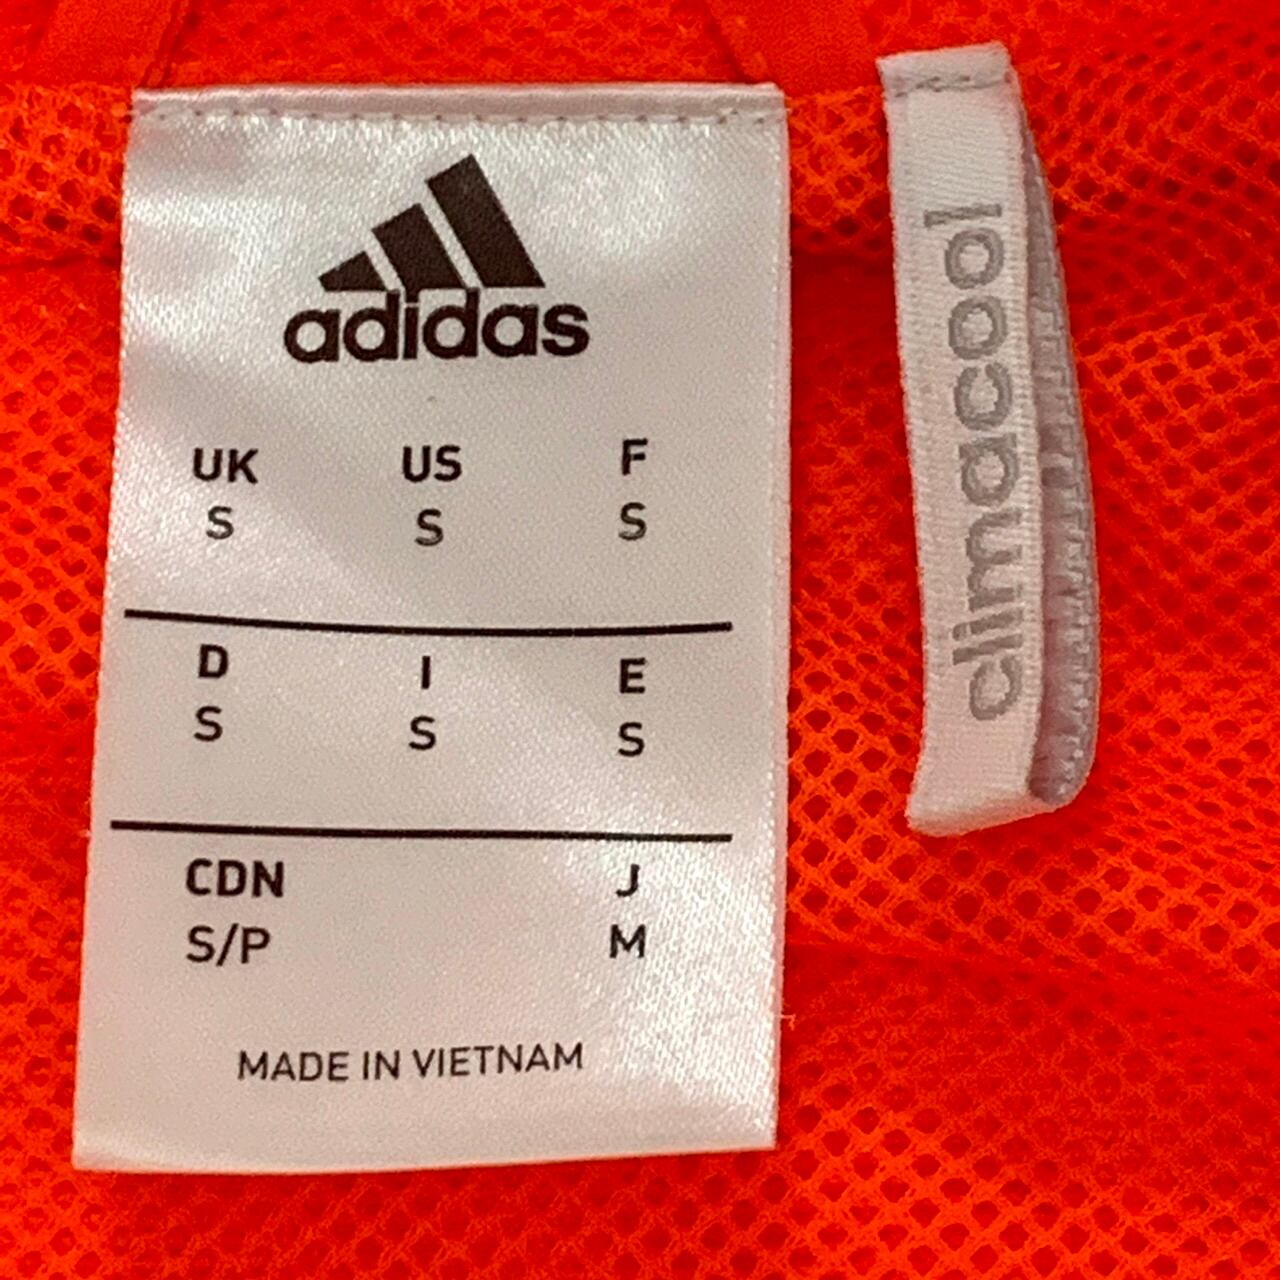 adidas
UK US F
S S S
D I E
S S S
CDN J
S/P M
MADE IN VIETNAM
climacool